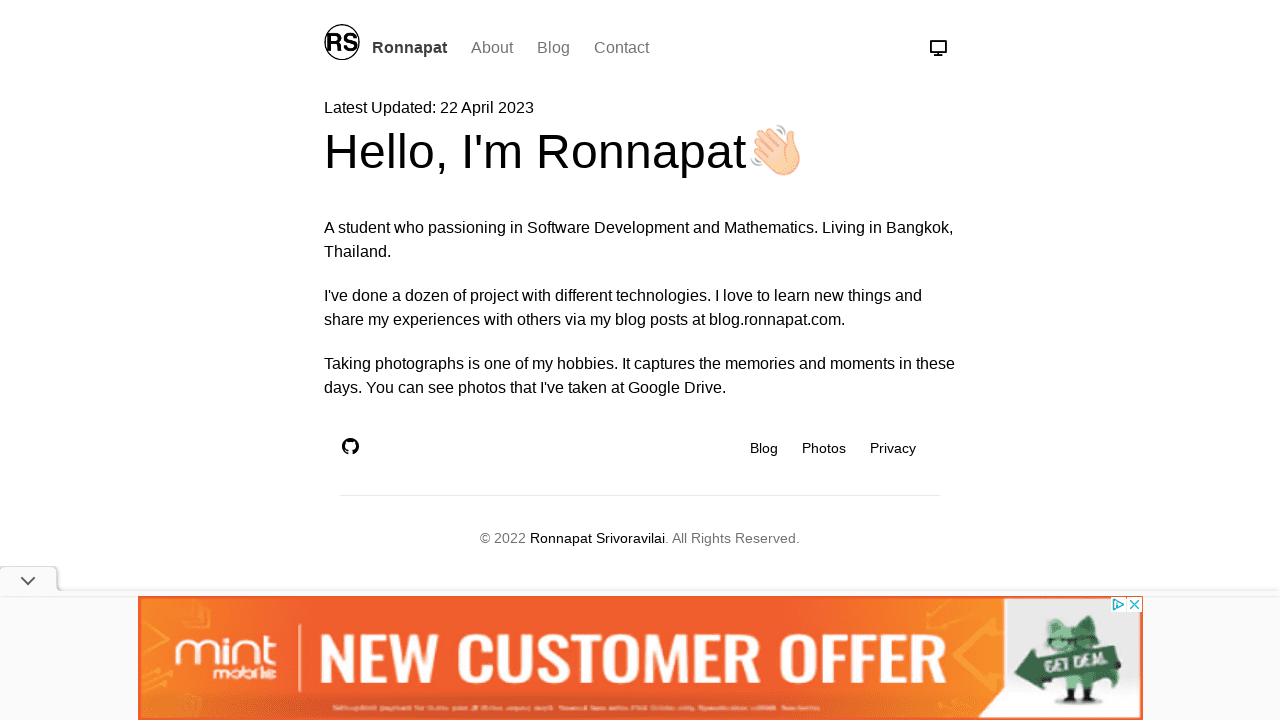 RS Ronnapat About Blog Contact
Latest Updated: 22 April 2023
Hello, I'm Ronnapat
A student who passioning in Software Development and Mathematics. Living in Bangkok,
Thailand.
I've done a dozen of project with different technologies. I love to learn new things and
share my experiences with others via my blog posts at blog.ronnapat.com.
Taking photographs is one of my hobbies. It captures the memories and moments in these
days. You can see photos that I've taken at Google Drive.
Blog Photos Privacy
© 2022 Ronnapat Srivoravilai. All Rights Reserved.
mint
mobile
NEW CUSTOMER OFFER
GET DEAL